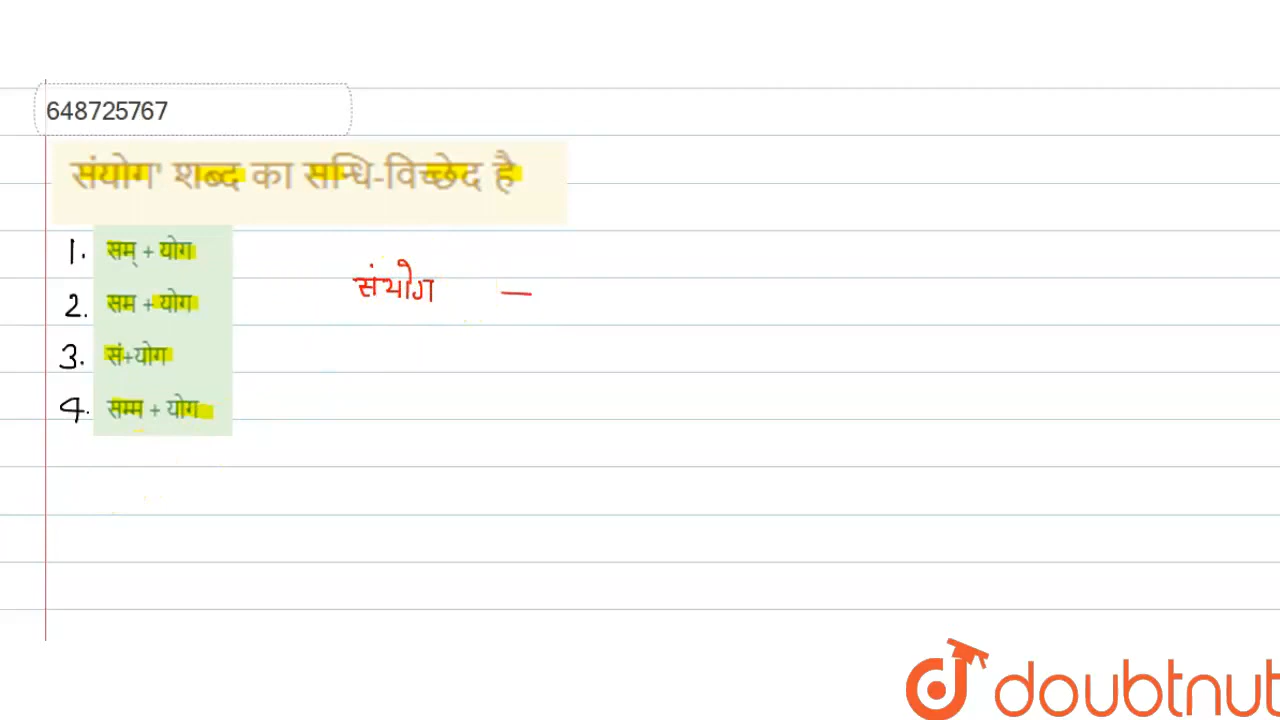 648725767
संयोग' शब्द का सन्धि-विच्छेद है
1. सम् + योग
2. सम + योग
3. सं+योग
4. सम्म + योग
संयोग —
doubtnut